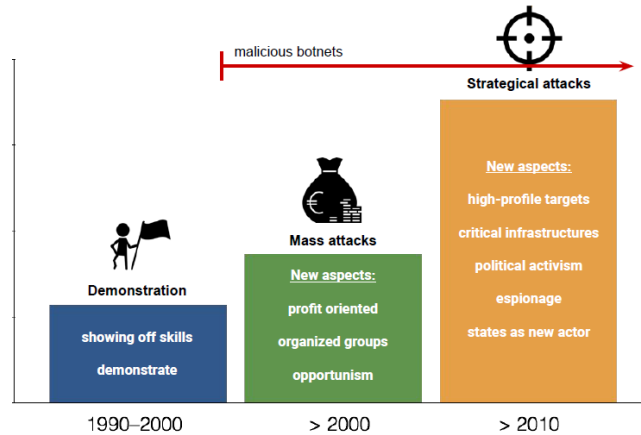 malicious botnets
Strategical attacks
New aspects:
high-profile targets
critical infrastructures
political activism
espionage
states as new actor
€
Mass attacks
New aspects:
profit oriented
organized groups
opportunism
Demonstration
showing off skills
demonstrate
1990–2000
> 2000
> 2010